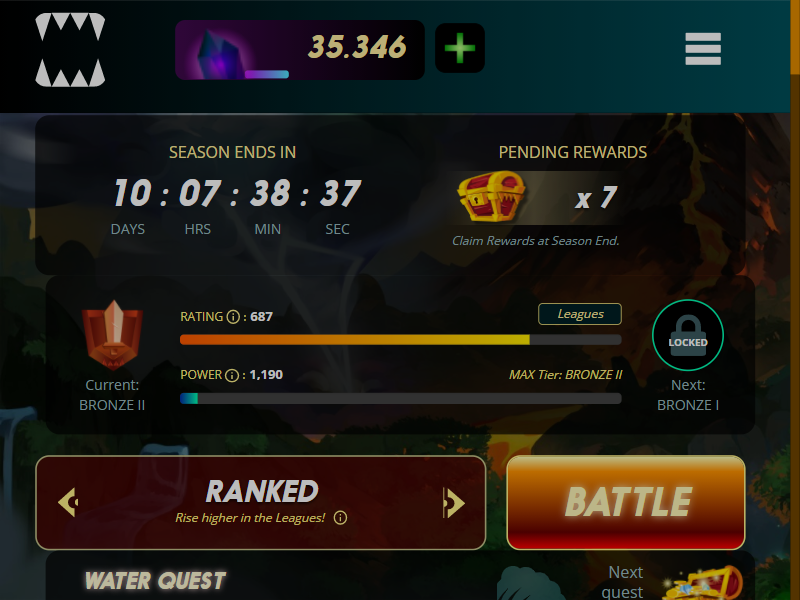 35.346
SEASON ENDS IN
10 : 07 : 38 : 37
DAYS HRS MIN SEC
PENDING REWARDS
x 7
Claim Rewards at Season End.
Current:
BRONZE II
RATING i : 687
Leagues
POWER i : 1,190
MAX Tier: BRONZE II
LOCKED
Next:
BRONZE I
RANKED
Rise higher in the Leagues! i
BATTLE
WATER QUEST
Next
quest